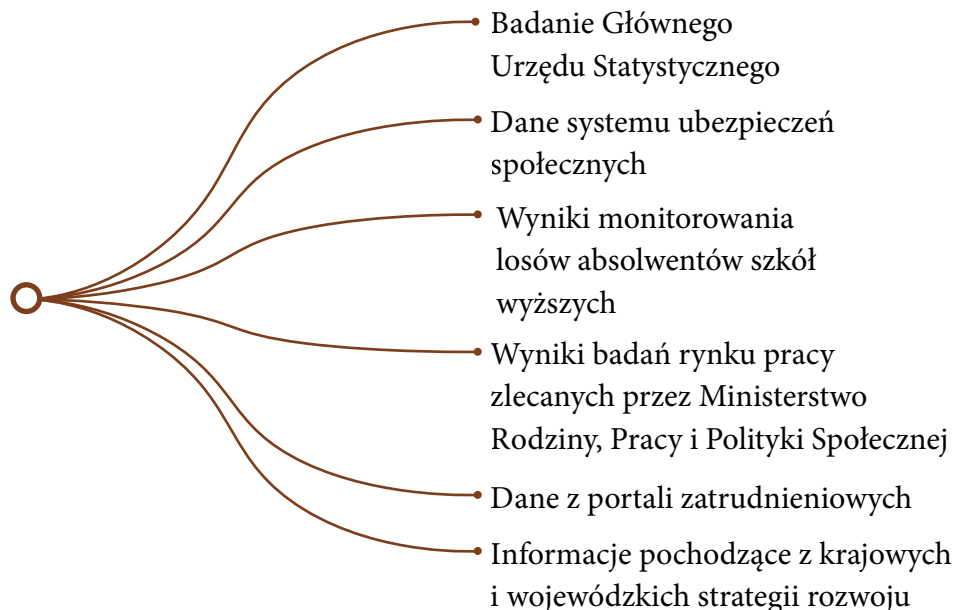 Badanie Głównego
Urzędu Statystycznego
Dane systemu ubezpieczeń
społecznych
Wyniki monitorowania
losów absolwentów szkół
wyższych
Wyniki badań rynku pracy
zlecanych przez Ministerstwo
Rodziny, Pracy i Polityki Społecznej
Dane z portali zatrudnieniowych
Informacje pochodzące z krajowych
i wojewódzkich strategii rozwoju